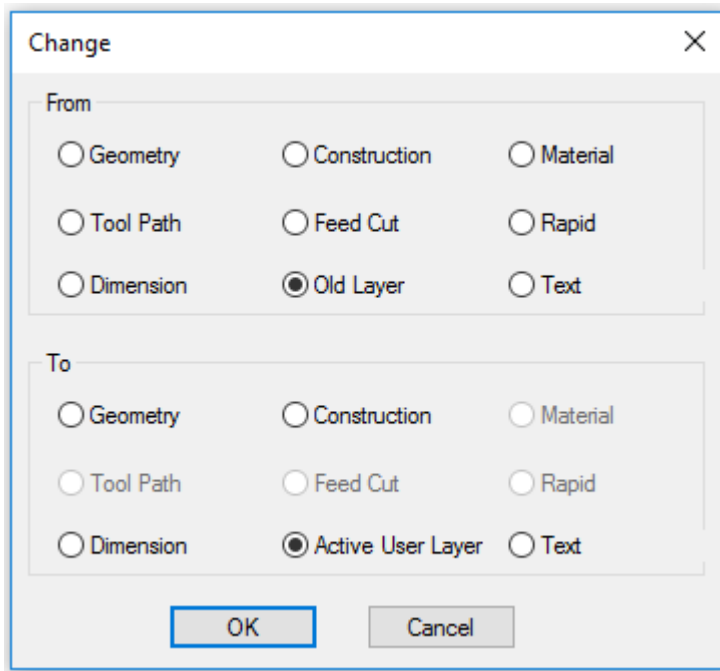 Change
From
Geometry Construction Material
Tool Path Feed Cut Rapid
Dimension Old Layer Text
To
Geometry Construction Material
Tool Path Feed Cut Rapid
Dimension Active User Layer Text
OK Cancel